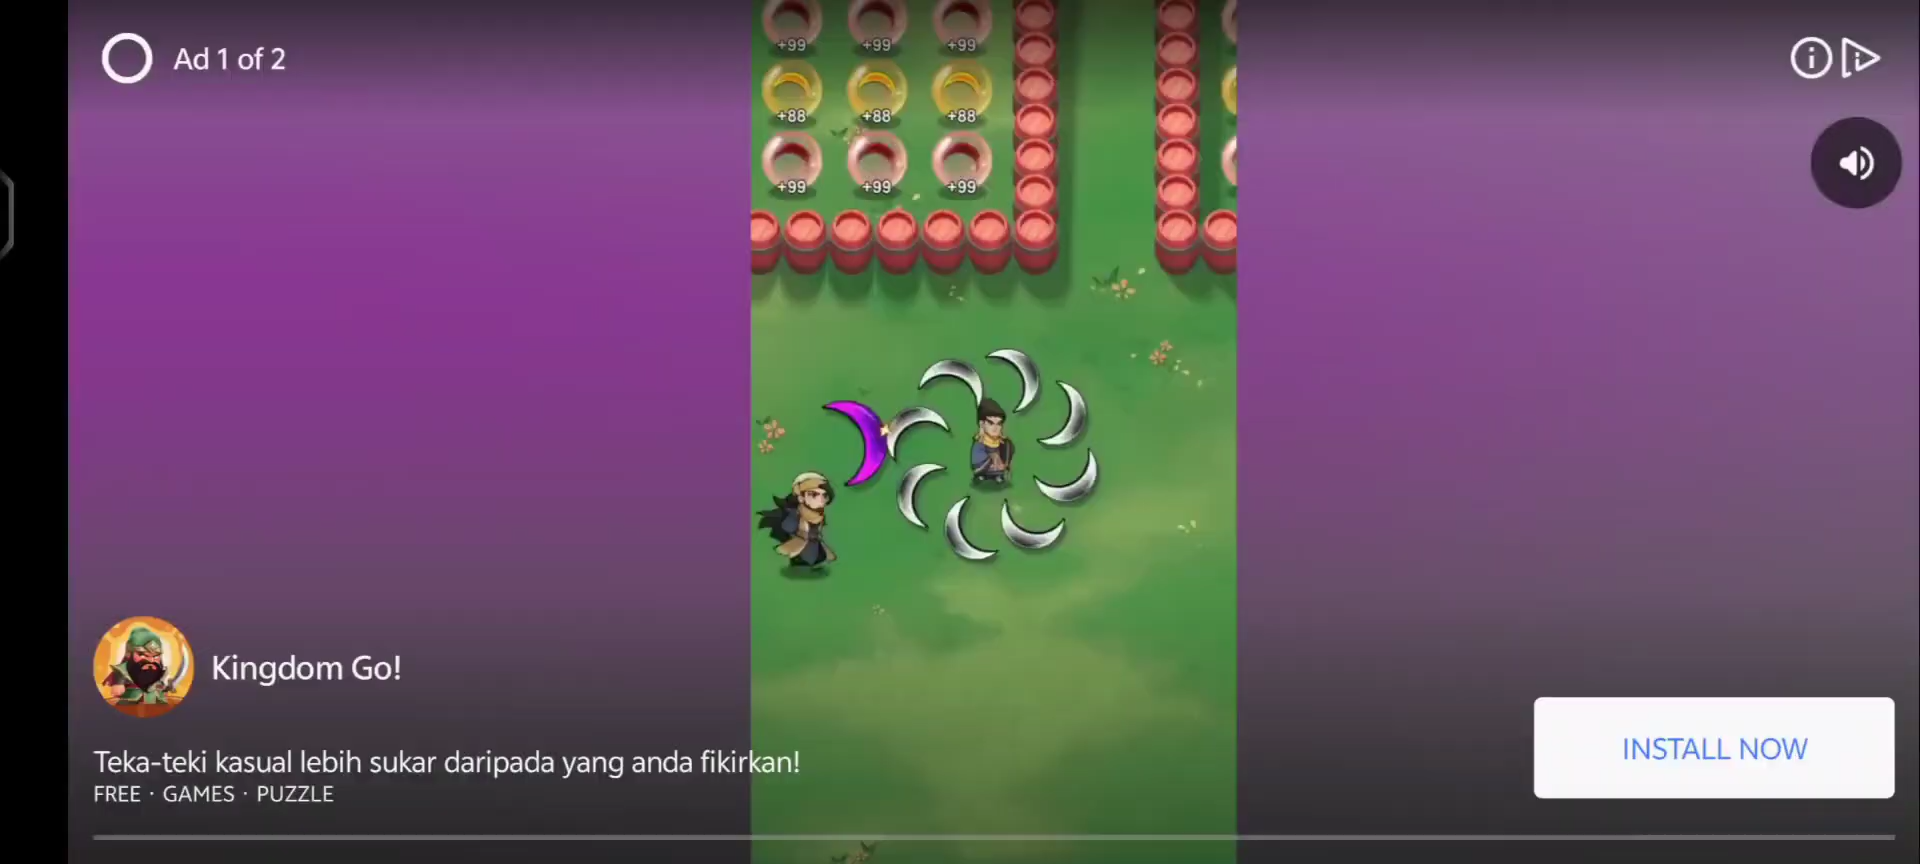 Ad 1 of 2
+99 +99 +99
+88 +88 +88
+99 +99 +99
Kingdom Go!
Teka-teki kasual lebih sukar daripada yang anda fikirkan!
FREE · GAMES · PUZZLE
INSTALL NOW